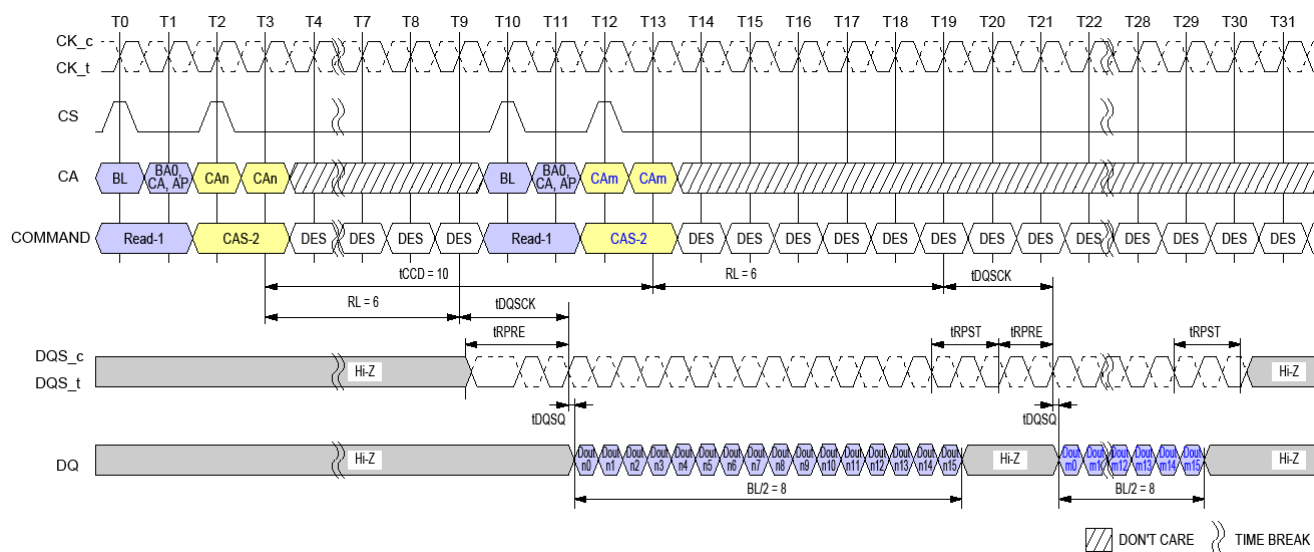 T0 T1 T2 T3 T4 T7 T8 T9 T10 T11 T12 T13 T14 T15 T16 T17 T18 T19 T20 T21 T22 T28 T29 T30 T31
CK_c
CK_t
CS
CA BL BA0, CA, AP CAn CAn BL BA0, CA, AP CAm CAm
COMMAND Read-1 CAS-2 DES DES DES DES Read-1 CAS-2 DES DES DES DES DES DES DES DES DES DES DES DES DES
tCCD = 10 RL = 6 tDQSCK
RL = 6 tDQSCK
tRPRE tRPST tRPRE tRPST
DQS_c
DQS_t
Hi-Z Hi-Z
tDQSQ tDQSQ
DQ Hi-Z Dout n0 Dout n1 Dout n2 Dout n3 Dout n4 Dout n5 Dout n6 Dout n7 Dout n8 Dout n9 Dout n10 Dout n11 Dout n12 Dout n13 Dout n14 Dout n15 Hi-Z Dout m0 Dout m1 Dout m12 Dout m13 Dout m14 Dout m15 Hi-Z
BL/2 = 8 BL/2 = 8
DON'T CARE TIME BREAK